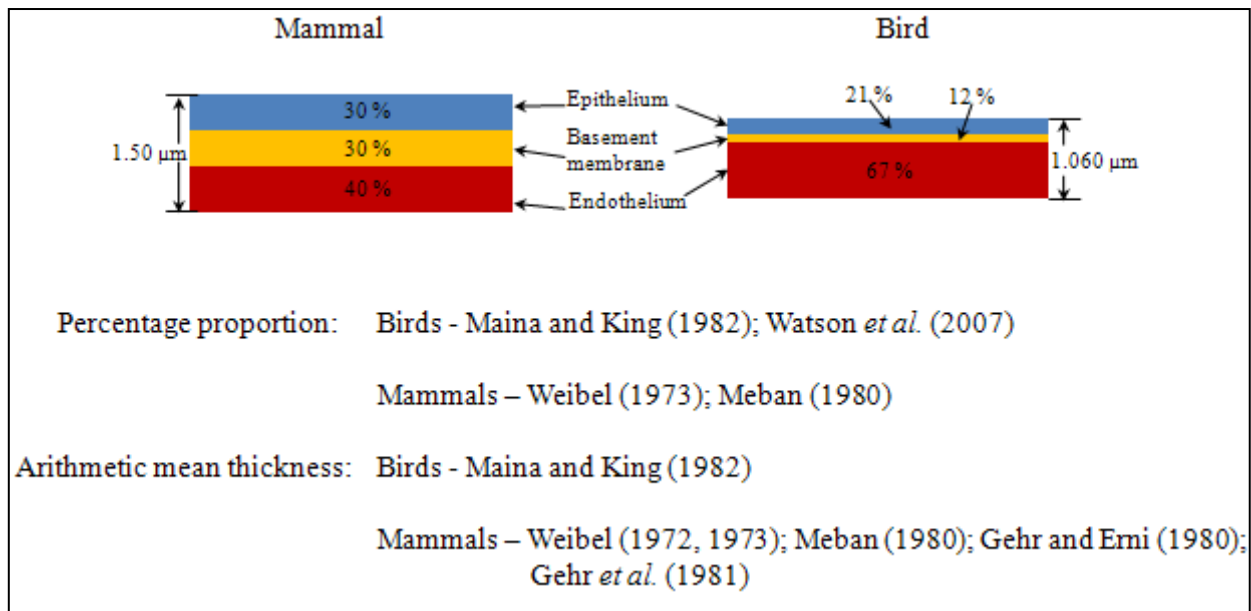 Mammal
Bird
30 %
30 %
40 %
1.50 µm
Epithelium
Basement
membrane
Endothelium
21 %
12 %
67 %
1.060 µm
Percentage proportion: Birds - Maina and King (1982); Watson et al. (2007)
Mammals – Weibel (1973); Meban (1980)
Arithmetic mean thickness: Birds - Maina and King (1982)
Mammals – Weibel (1972, 1973); Meban (1980); Gehr and Erni (1980);
Gehr et al. (1981)